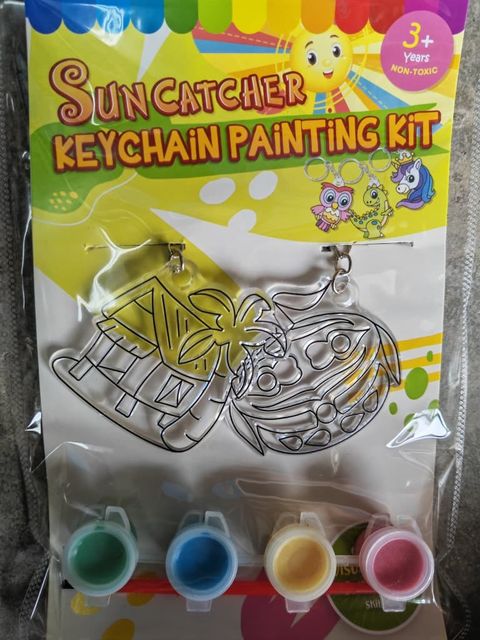 3+
Years
NON-TOXIC
SUN CATCHER
KEYCHAiN PAiNTiNG KiT